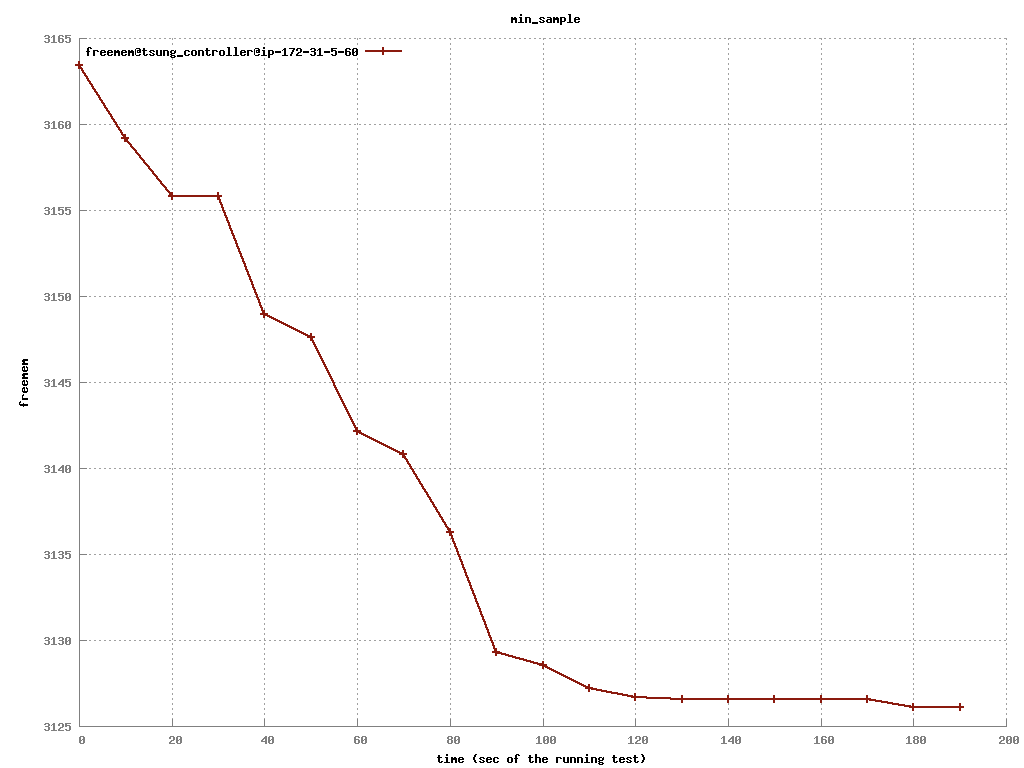 min_sample
freemem@tsung_controller@ip-172-31-5-60
3165
3160
3155
3150
3145
3140
3135
3130
3125
freemem
0 20 40 60 80 100 120 140 160 180 200
time (sec of the running test)